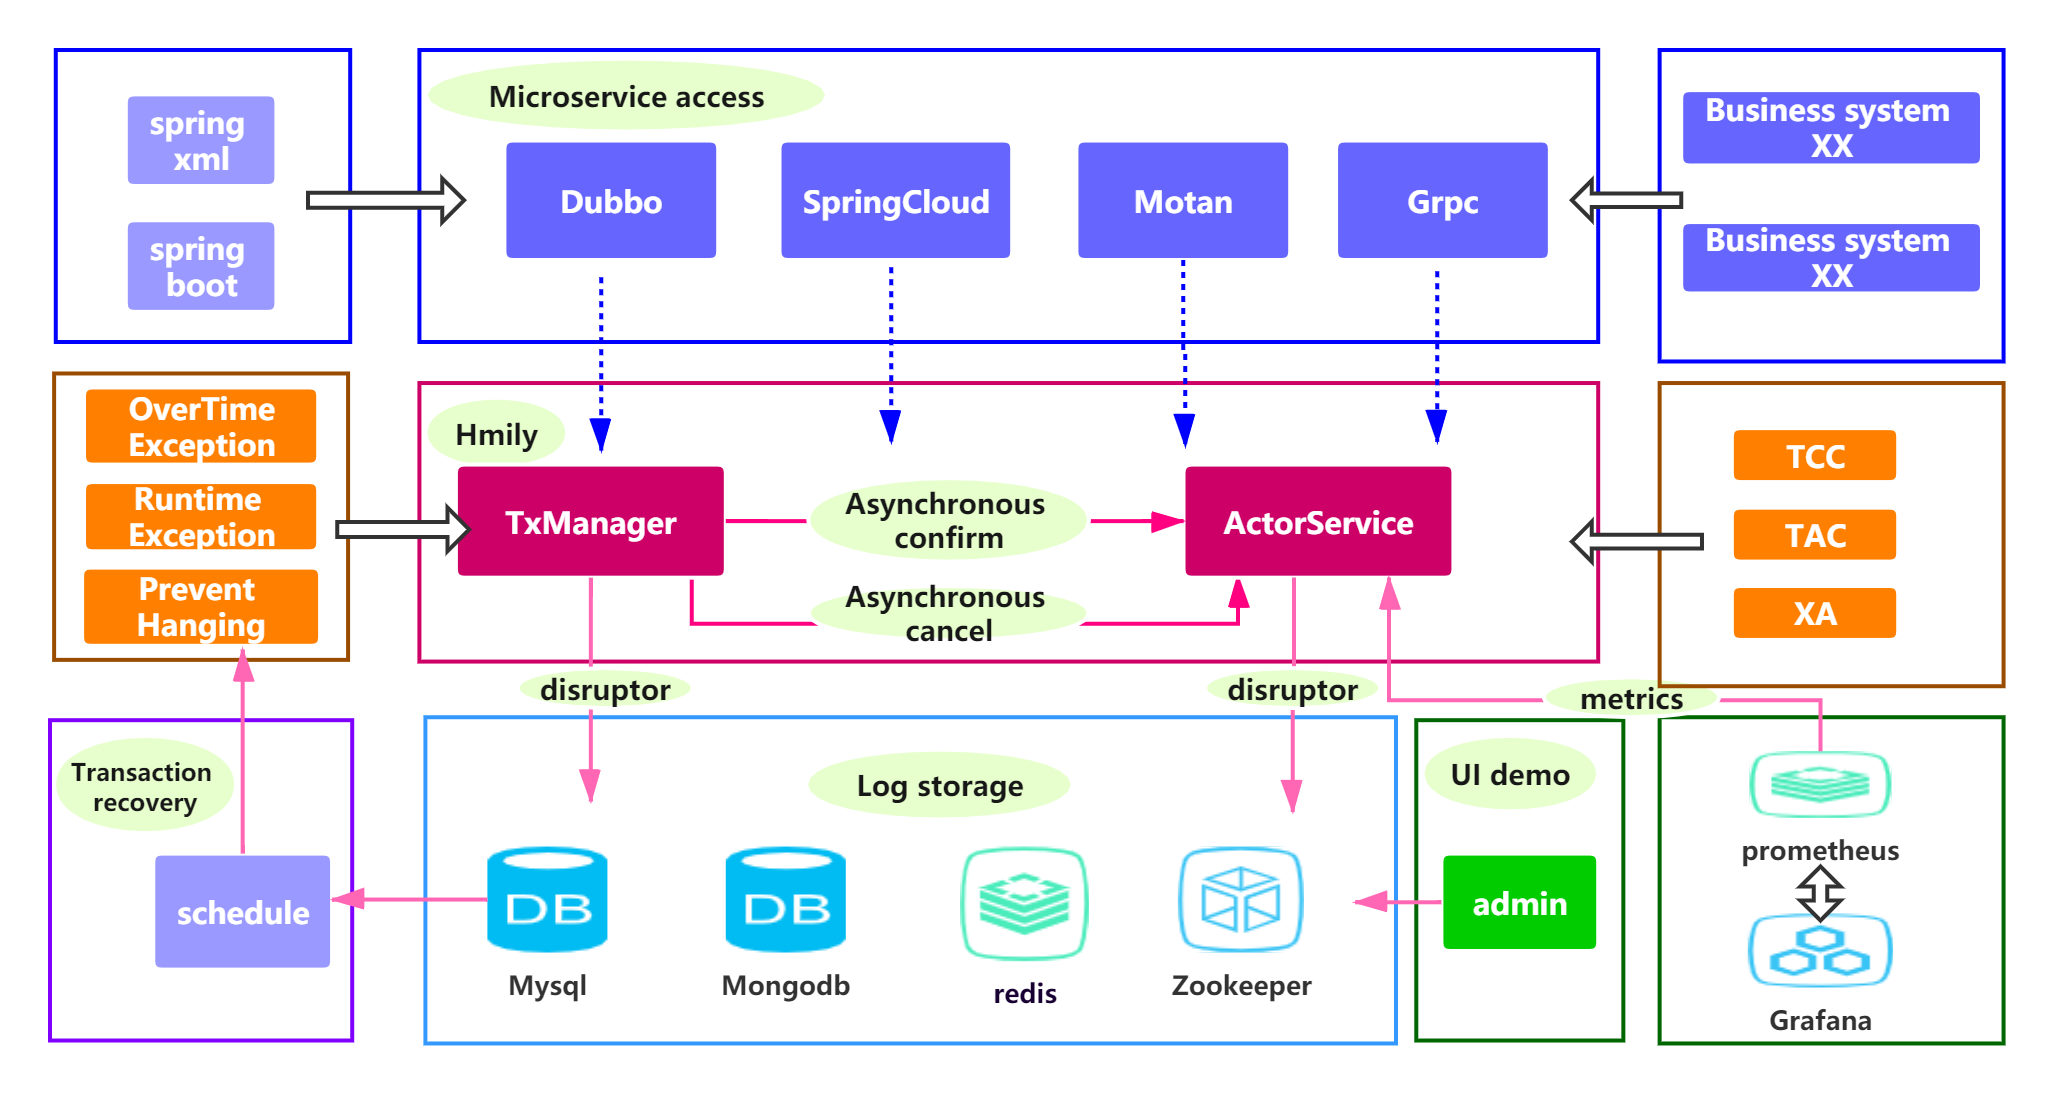 spring
xml
spring
boot
Microservice access
Dubbo
SpringCloud
Motan
Grpc
Business system
XX
Business system
XX
OverTime
Exception
Runtime
Exception
Prevent
Hanging
Hmily
TxManager
Asynchronous
confirm
Asynchronous
cancel
ActorService
TCC
TAC
XA
disruptor
disruptor
metrics
Transaction
recovery
schedule
Log storage
DB
Mysql
DB
Mongodb
redis
Zookeeper
UI demo
admin
prometheus
Grafana